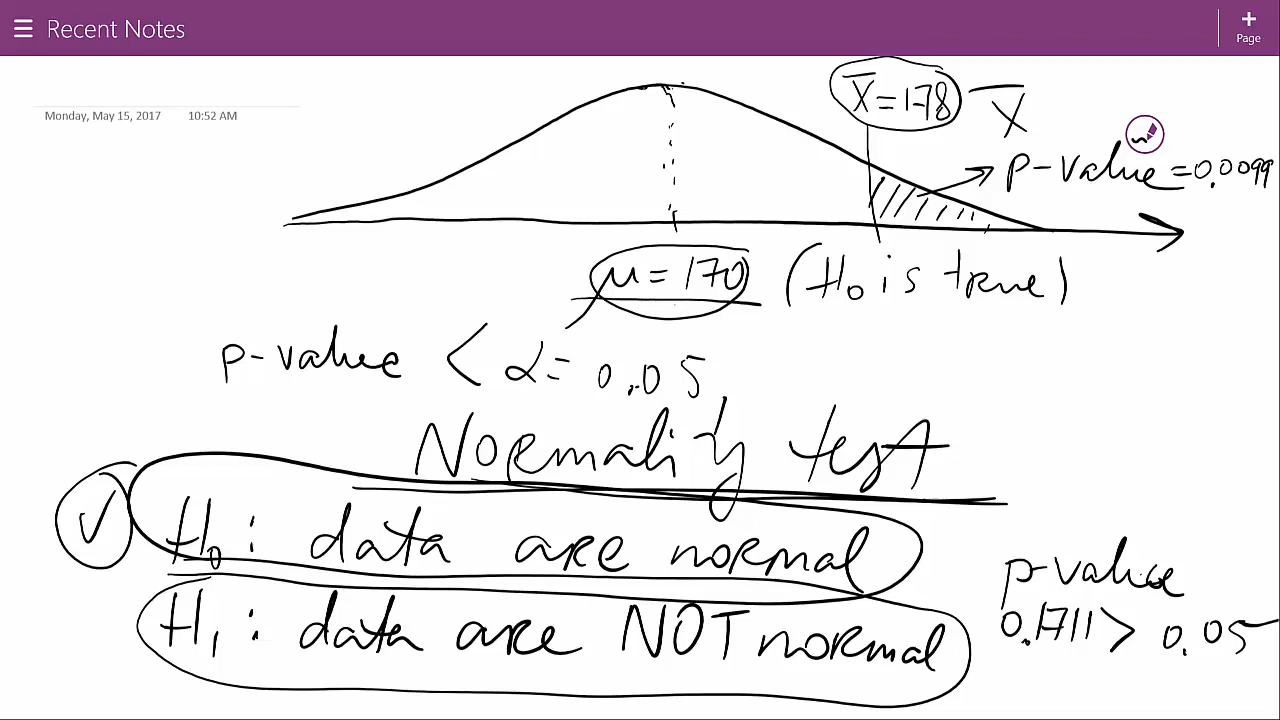 Recent Notes
+
Page
Monday, May 15, 2017 10:52 AM
X̄=178
X̄
p-value=0.0099
μ=170 (H₀ is true)
p-value < α=0.05
Normality test
✓ H₀: data are normal
H₁: data are NOT normal
p-value
0.1711> 0.05